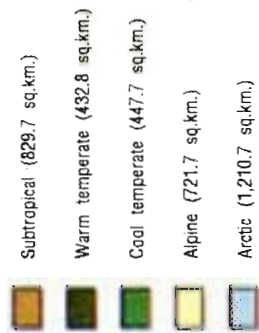 Subtropical (829.7 sq.km.)
Warm temperate (432.8 sq.km.)
Cool temperate (447.7 sq.km.)
Alpine (721.7 sq.km.)
Arctic (1,210.7 sq.km.)